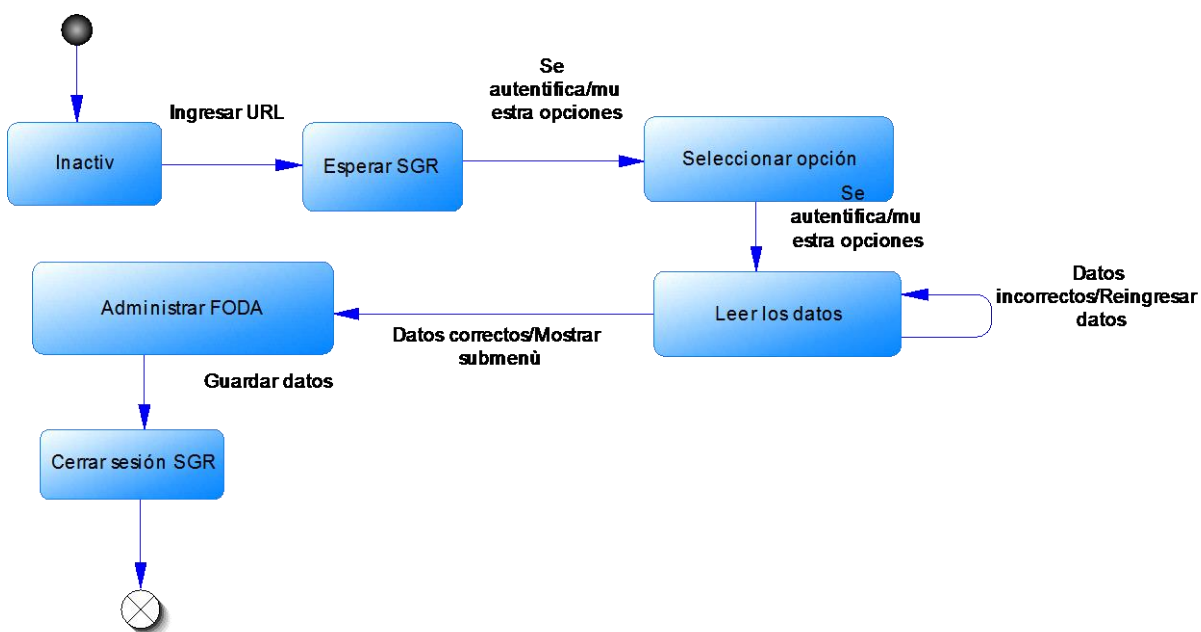 Ingresar URL
Se
autentifica/mu
estra opciones
Inactiv
Esperar SGR
Seleccionar opción
Se
autentifica/mu
estra opciones
Leer los datos
Datos
incorrectos/Reingresar
datos
Datos correctos/Mostrar
submenù
Administrar FODA
Guardar datos
Cerrar sesión SGR